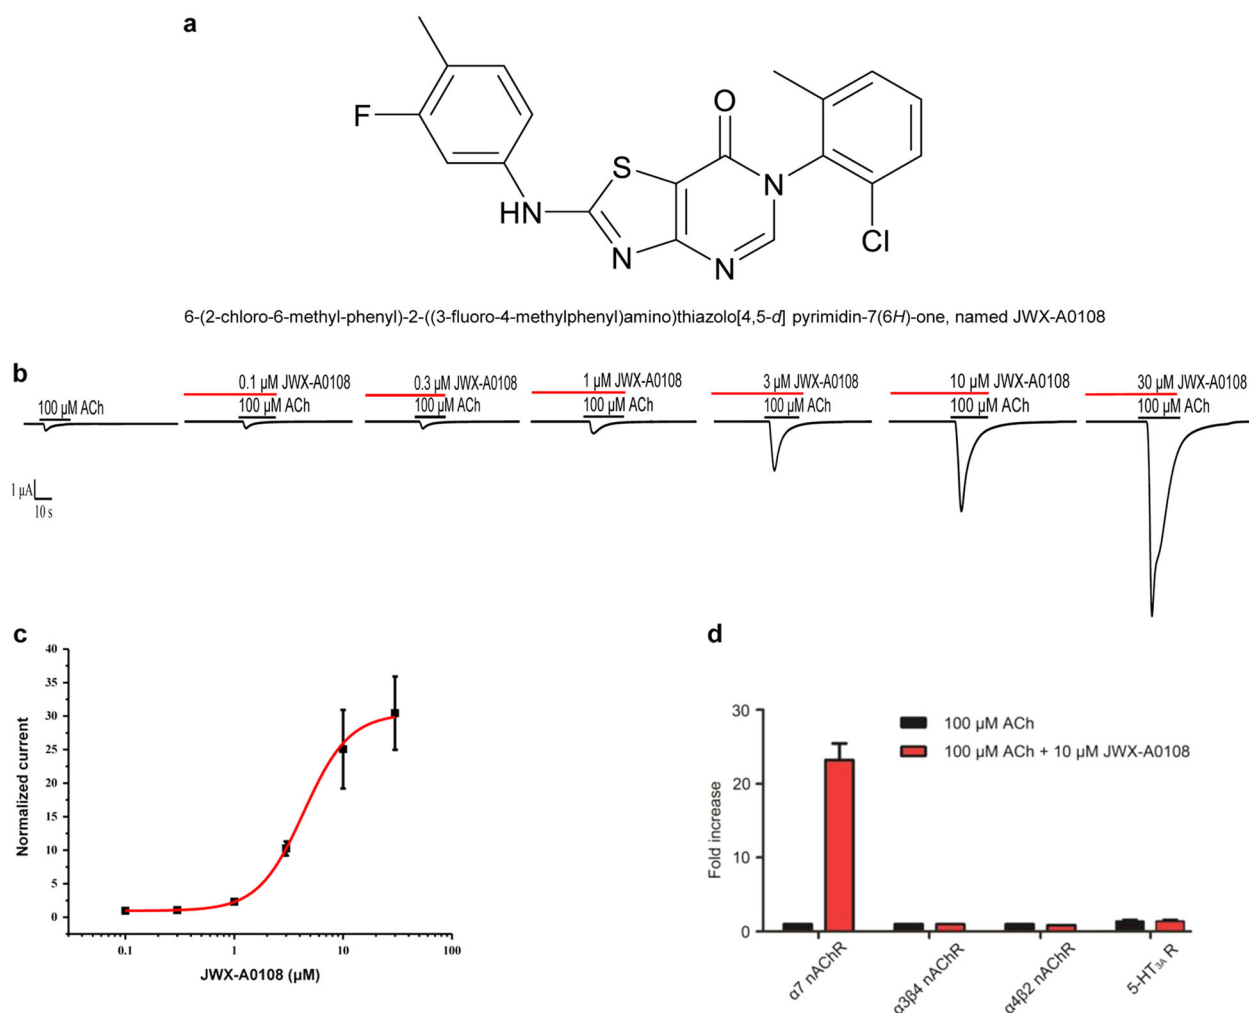 a
F
HN
S
N
O
N
N
Cl
6-(2-chloro-6-methyl-phenyl)-2-((3-fluoro-4-methylphenyl)amino)thiazolo[4,5-d] pyrimidin-7(6H)-one, named JWX-A0108
b
100 μM ACh
0.1 μM JWX-A0108
100 μM ACh
0.3 μM JWX-A0108
100 μM ACh
1 μM JWX-A0108
100 μM ACh
3 μM JWX-A0108
100 μM ACh
10 μM JWX-A0108
100 μM ACh
30 μM JWX-A0108
100 μM ACh
1 μA
10 s
c
Normalized current
40
35
30
25
20
15
10
5
0
0.1
1
10
100
JWX-A0108 (μM)
d
Fold increase
30
20
10
0
100 μM ACh
100 μM ACh + 10 μM JWX-A0108
α7 nAChR
α3β4 nAChR
α4β2 nAChR
5-HT3A R